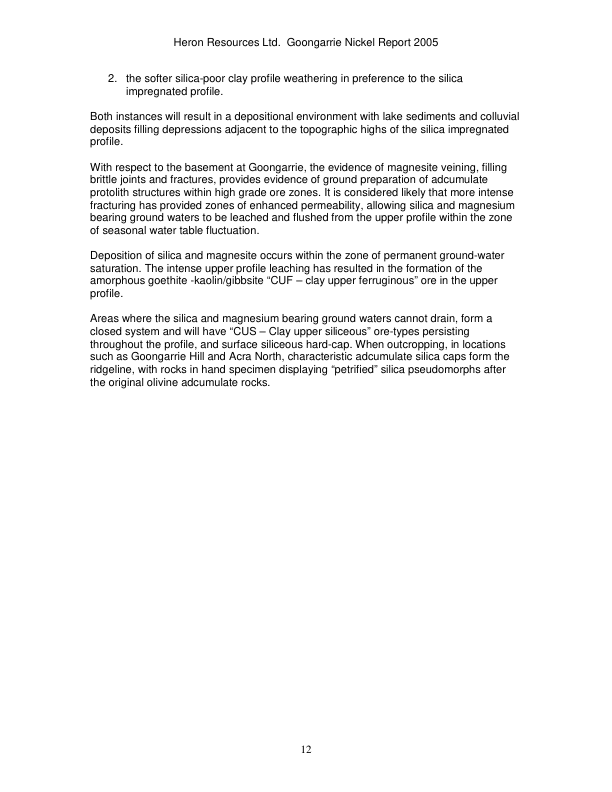 Heron Resources Ltd.  Goongarrie Nickel Report 2005
2. the softer silica-poor clay profile weathering in preference to the silica
impregnated profile.
Both instances will result in a depositional environment with lake sediments and colluvial
deposits filling depressions adjacent to the topographic highs of the silica impregnated
profile.
With respect to the basement at Goongarrie, the evidence of magnesite veining, filling
brittle joints and fractures, provides evidence of ground preparation of adcumulate
protolith structures within high grade ore zones. It is considered likely that more intense
fracturing has provided zones of enhanced permeability, allowing silica and magnesium
bearing ground waters to be leached and flushed from the upper profile within the zone
of seasonal water table fluctuation.
Deposition of silica and magnesite occurs within the zone of permanent ground-water
saturation. The intense upper profile leaching has resulted in the formation of the
amorphous goethite -kaolin/gibbsite “CUF – clay upper ferruginous” ore in the upper
profile.
Areas where the silica and magnesium bearing ground waters cannot drain, form a
closed system and will have “CUS – Clay upper siliceous” ore-types persisting
throughout the profile, and surface siliceous hard-cap. When outcropping, in locations
such as Goongarrie Hill and Acra North, characteristic adcumulate silica caps form the
ridgeline, with rocks in hand specimen displaying “petrified” silica pseudomorphs after
the original olivine adcumulate rocks.
12